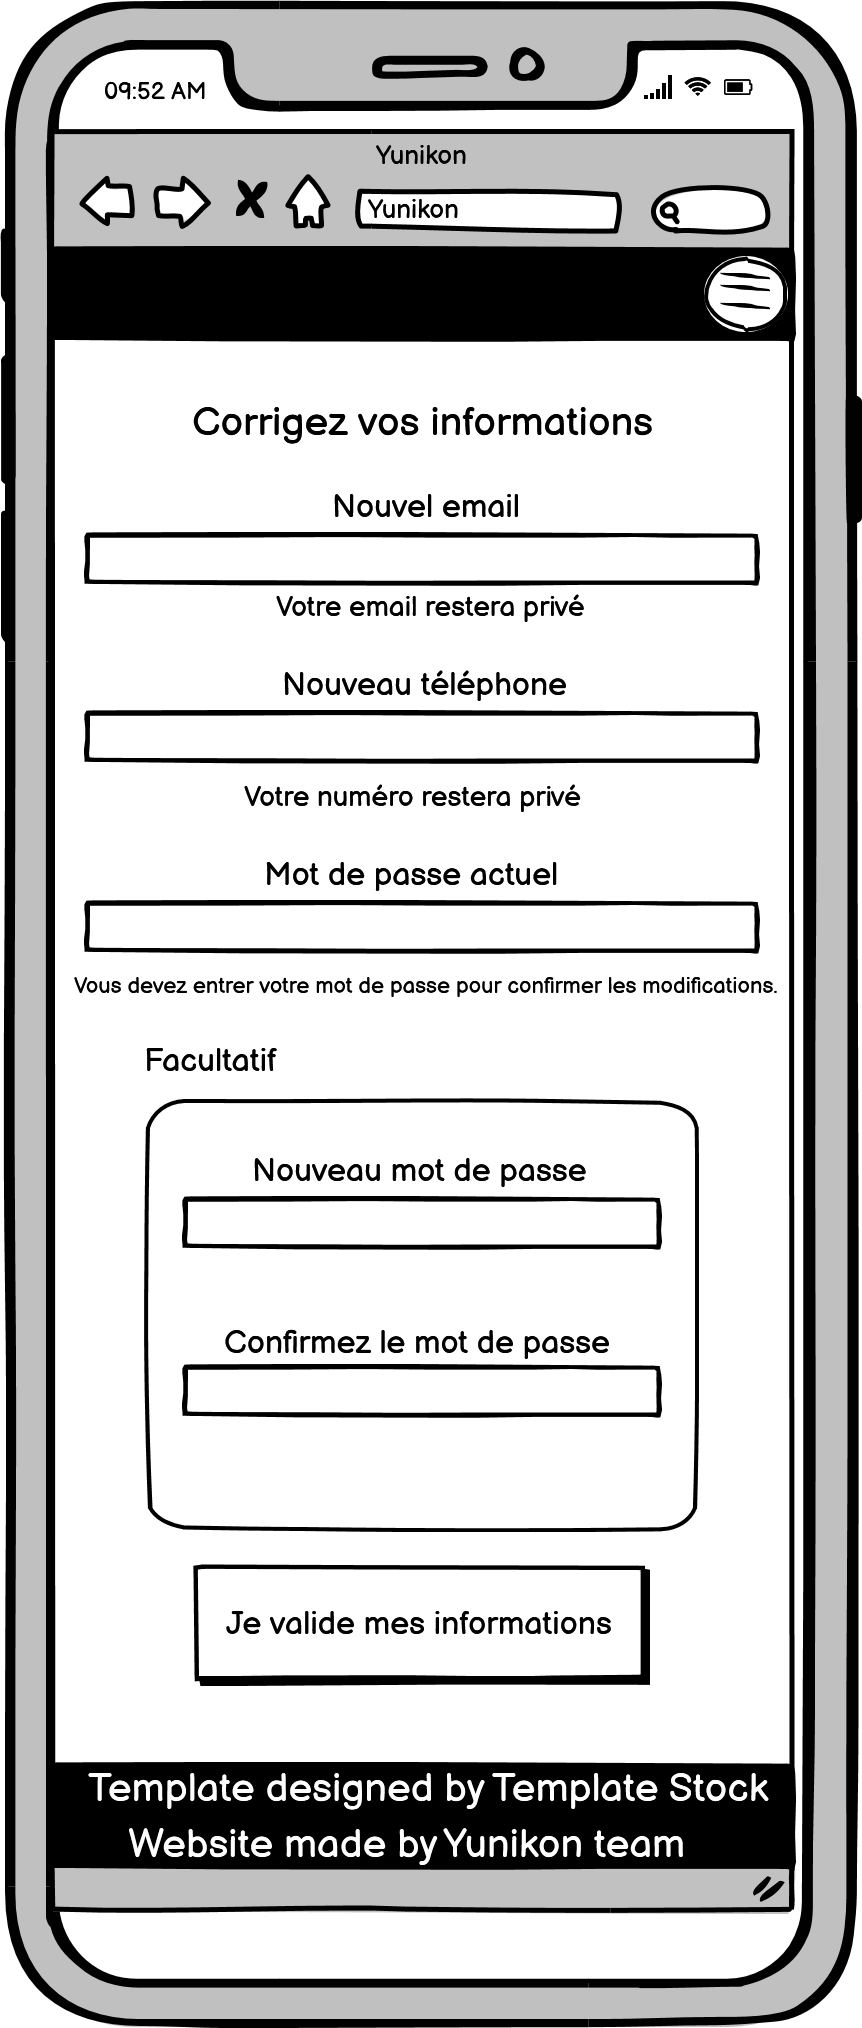 09:52 AM
Yunikon
Yunikon
Corrigez vos informations
Nouvel email
Votre email restera privé
Nouveau téléphone
Votre numéro restera privé
Mot de passe actuel
Vous devez entrer votre mot de passe pour confirmer les modifications.
Facultatif
Nouveau mot de passe
Confirmez le mot de passe
Je valide mes informations
Template designed by Template Stock
Website made by Yunikon team